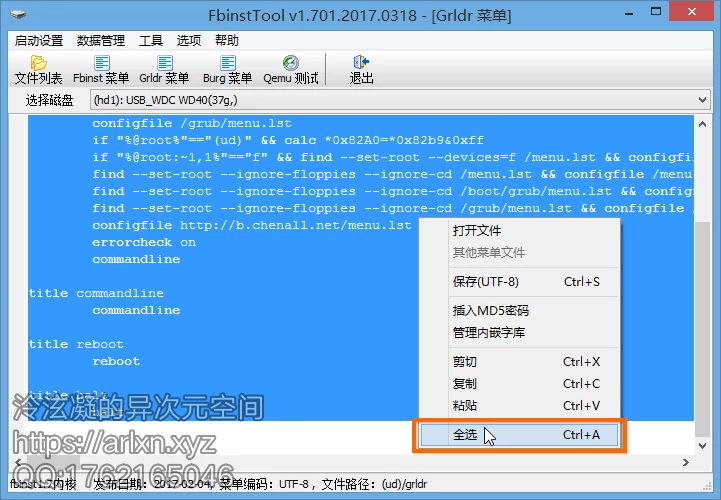 FbinstTool v1.701.2017.0318 - [Grldr 菜单]
启动设置 数据管理 工具 选项 帮助
文件列表 Fbinst 菜单 Grldr 菜单 Burg 菜单 Qemu 测试 退出
选择磁盘 (hd1): USB_WDC WD40(37g,)
configfile /grub/menu.lst
if "%@root%"=="(ud)" && calc *0x82A0=*0x82b9&0xff
if "%@root:~1,1%"=="f" && find --set-root --devices=f /menu.lst && configfi
find --set-root --ignore-floppies --ignore-cd /menu.lst && configfile /menu
find --set-root --ignore-floppies --ignore-cd /boot/grub/menu.lst && config
find --set-root --ignore-floppies --ignore-cd /grub/menu.lst && configfile /
configfile http://b.chenall.net/menu.lst
errorcheck on
commandline
title commandline
commandline
title reboot
reboot
title halt
打开文件
其他菜单文件
保存(UTF-8) Ctrl+S
插入MD5密码
管理内嵌字库
剪切 Ctrl+X
复制 Ctrl+C
粘贴 Ctrl+V
全选 Ctrl+A
冷玄凝的异次元空间
https://arlxn.xyz
QQ:1762165046
fbinst1.7内核 发布日期：2017-02-04，菜单编码：UTF-8 ，文件路径：(ud)/grldr